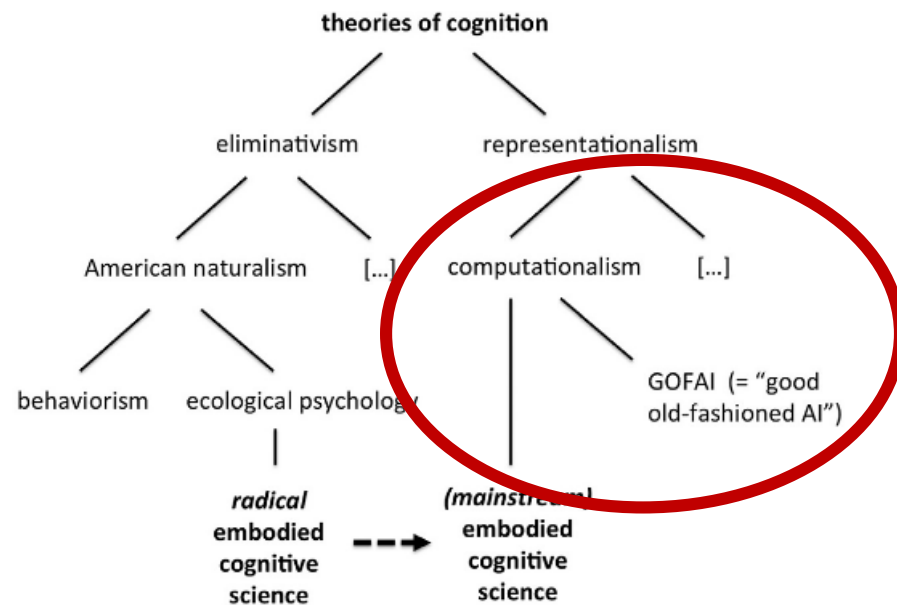 theories of cognition
eliminativism
representationalism
American naturalism
[...]
computationalism
[...]
behaviorism
ecological psychology
GOFAI (= “good
old-fashioned AI”)
radical
embodied
cognitive
science
(mainstream)
embodied
cognitive
science